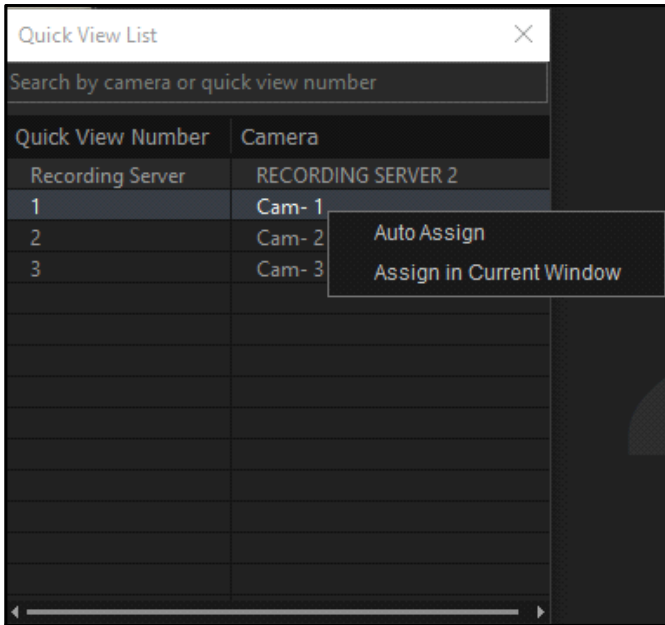 Quick View List
Search by camera or quick view number
Quick View Number Camera
Recording Server RECORDING SERVER 2
1 Cam- 1
2 Cam- 2
3 Cam- 3
Auto Assign
Assign in Current Window